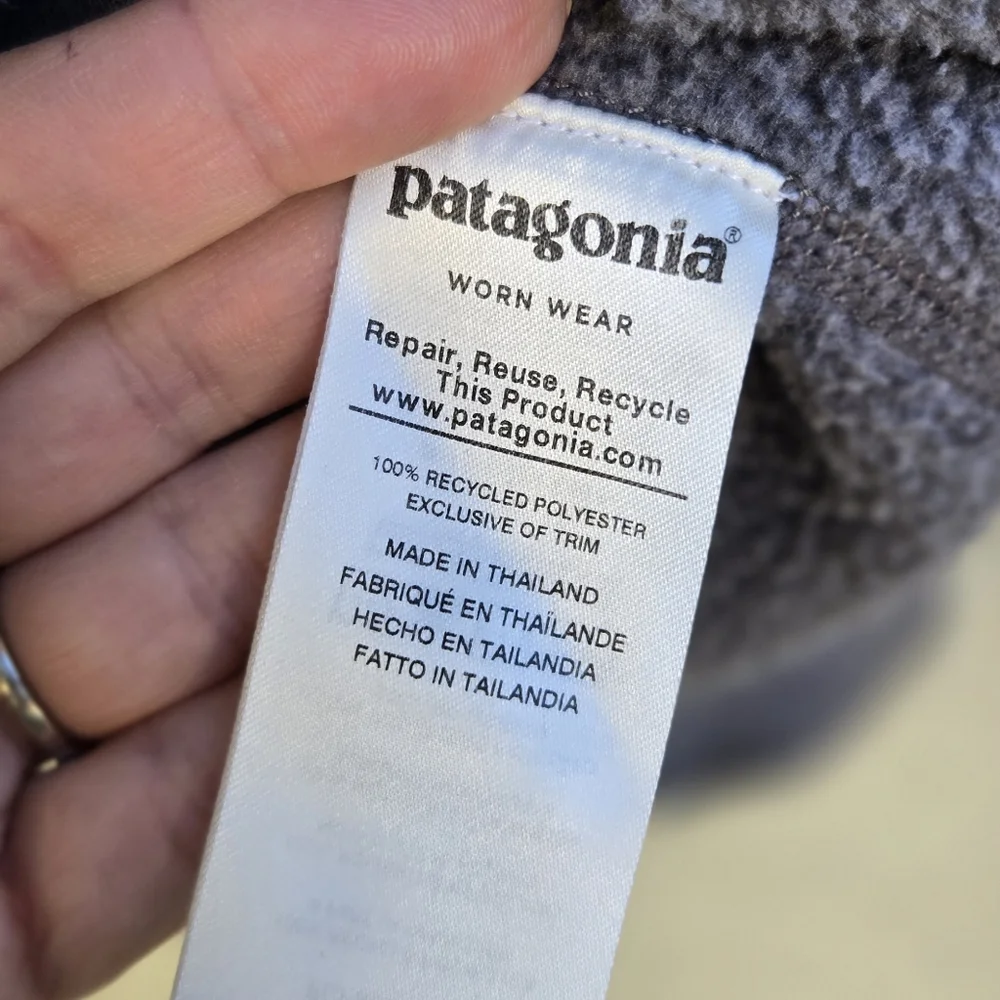 patagonia®
WORN WEAR
Repair, Reuse, Recycle
This Product
www.patagonia.com
100% RECYCLED POLYESTER
EXCLUSIVE OF TRIM
MADE IN THAILAND
FABRIQUÉ EN THAÏLANDE
HECHO EN TAILANDIA
FATTO IN TAILANDIA